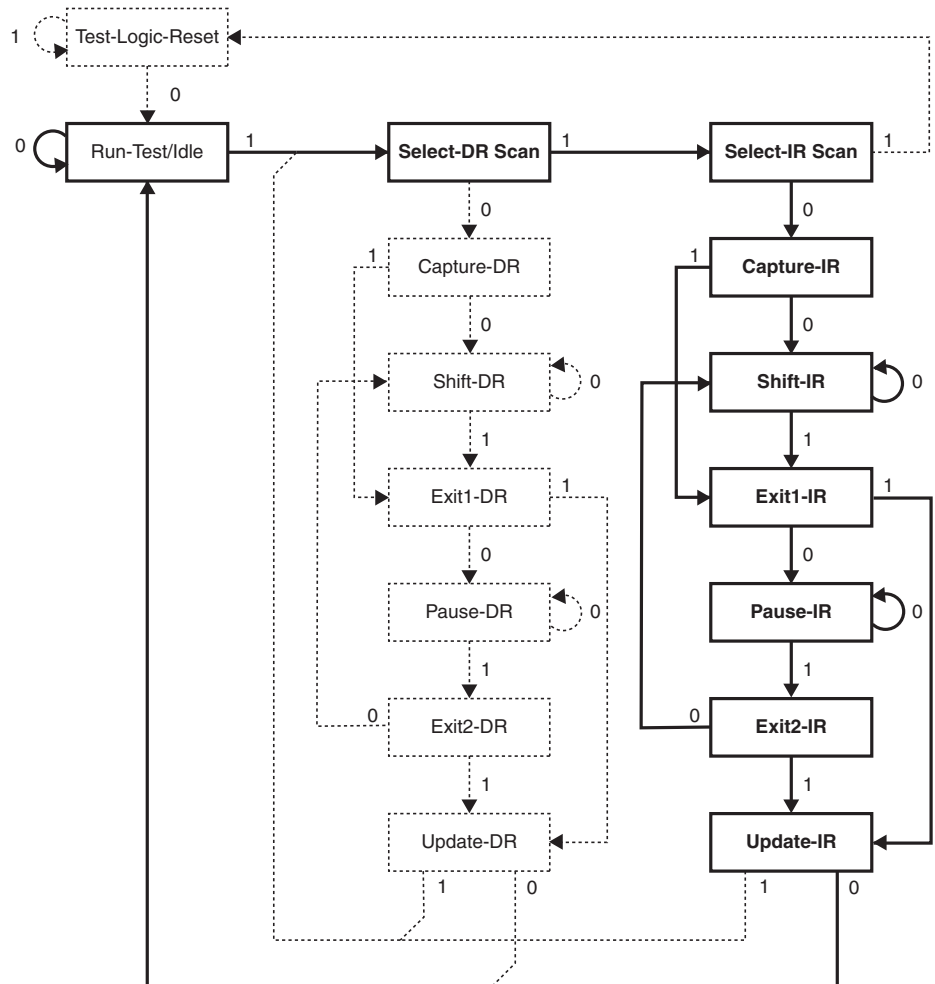 Test-Logic-Reset
1
0
Run-Test/Idle
0
1
Select-DR Scan
1
Select-IR Scan
1
0
0
1
Capture-DR
1
Capture-IR
0
0
Shift-DR
0
Shift-IR
0
1
1
Exit1-DR
1
Exit1-IR
1
0
0
Pause-DR
0
Pause-IR
0
1
1
0
Exit2-DR
0
Exit2-IR
1
1
Update-DR
Update-IR
1
0
1
0